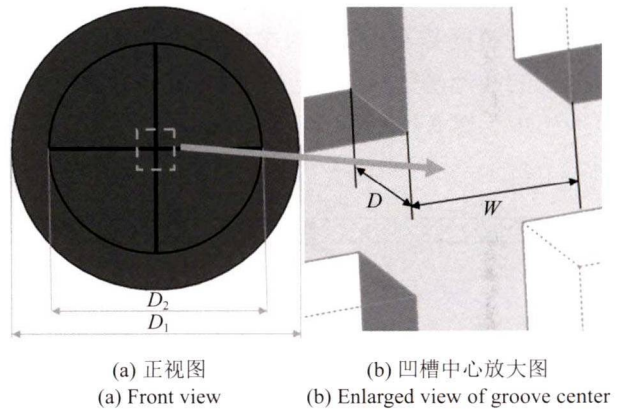 D₂
D₁
D
W
(a) 正视图
(a) Front view
(b) 凹槽中心放大图
(b) Enlarged view of groove center